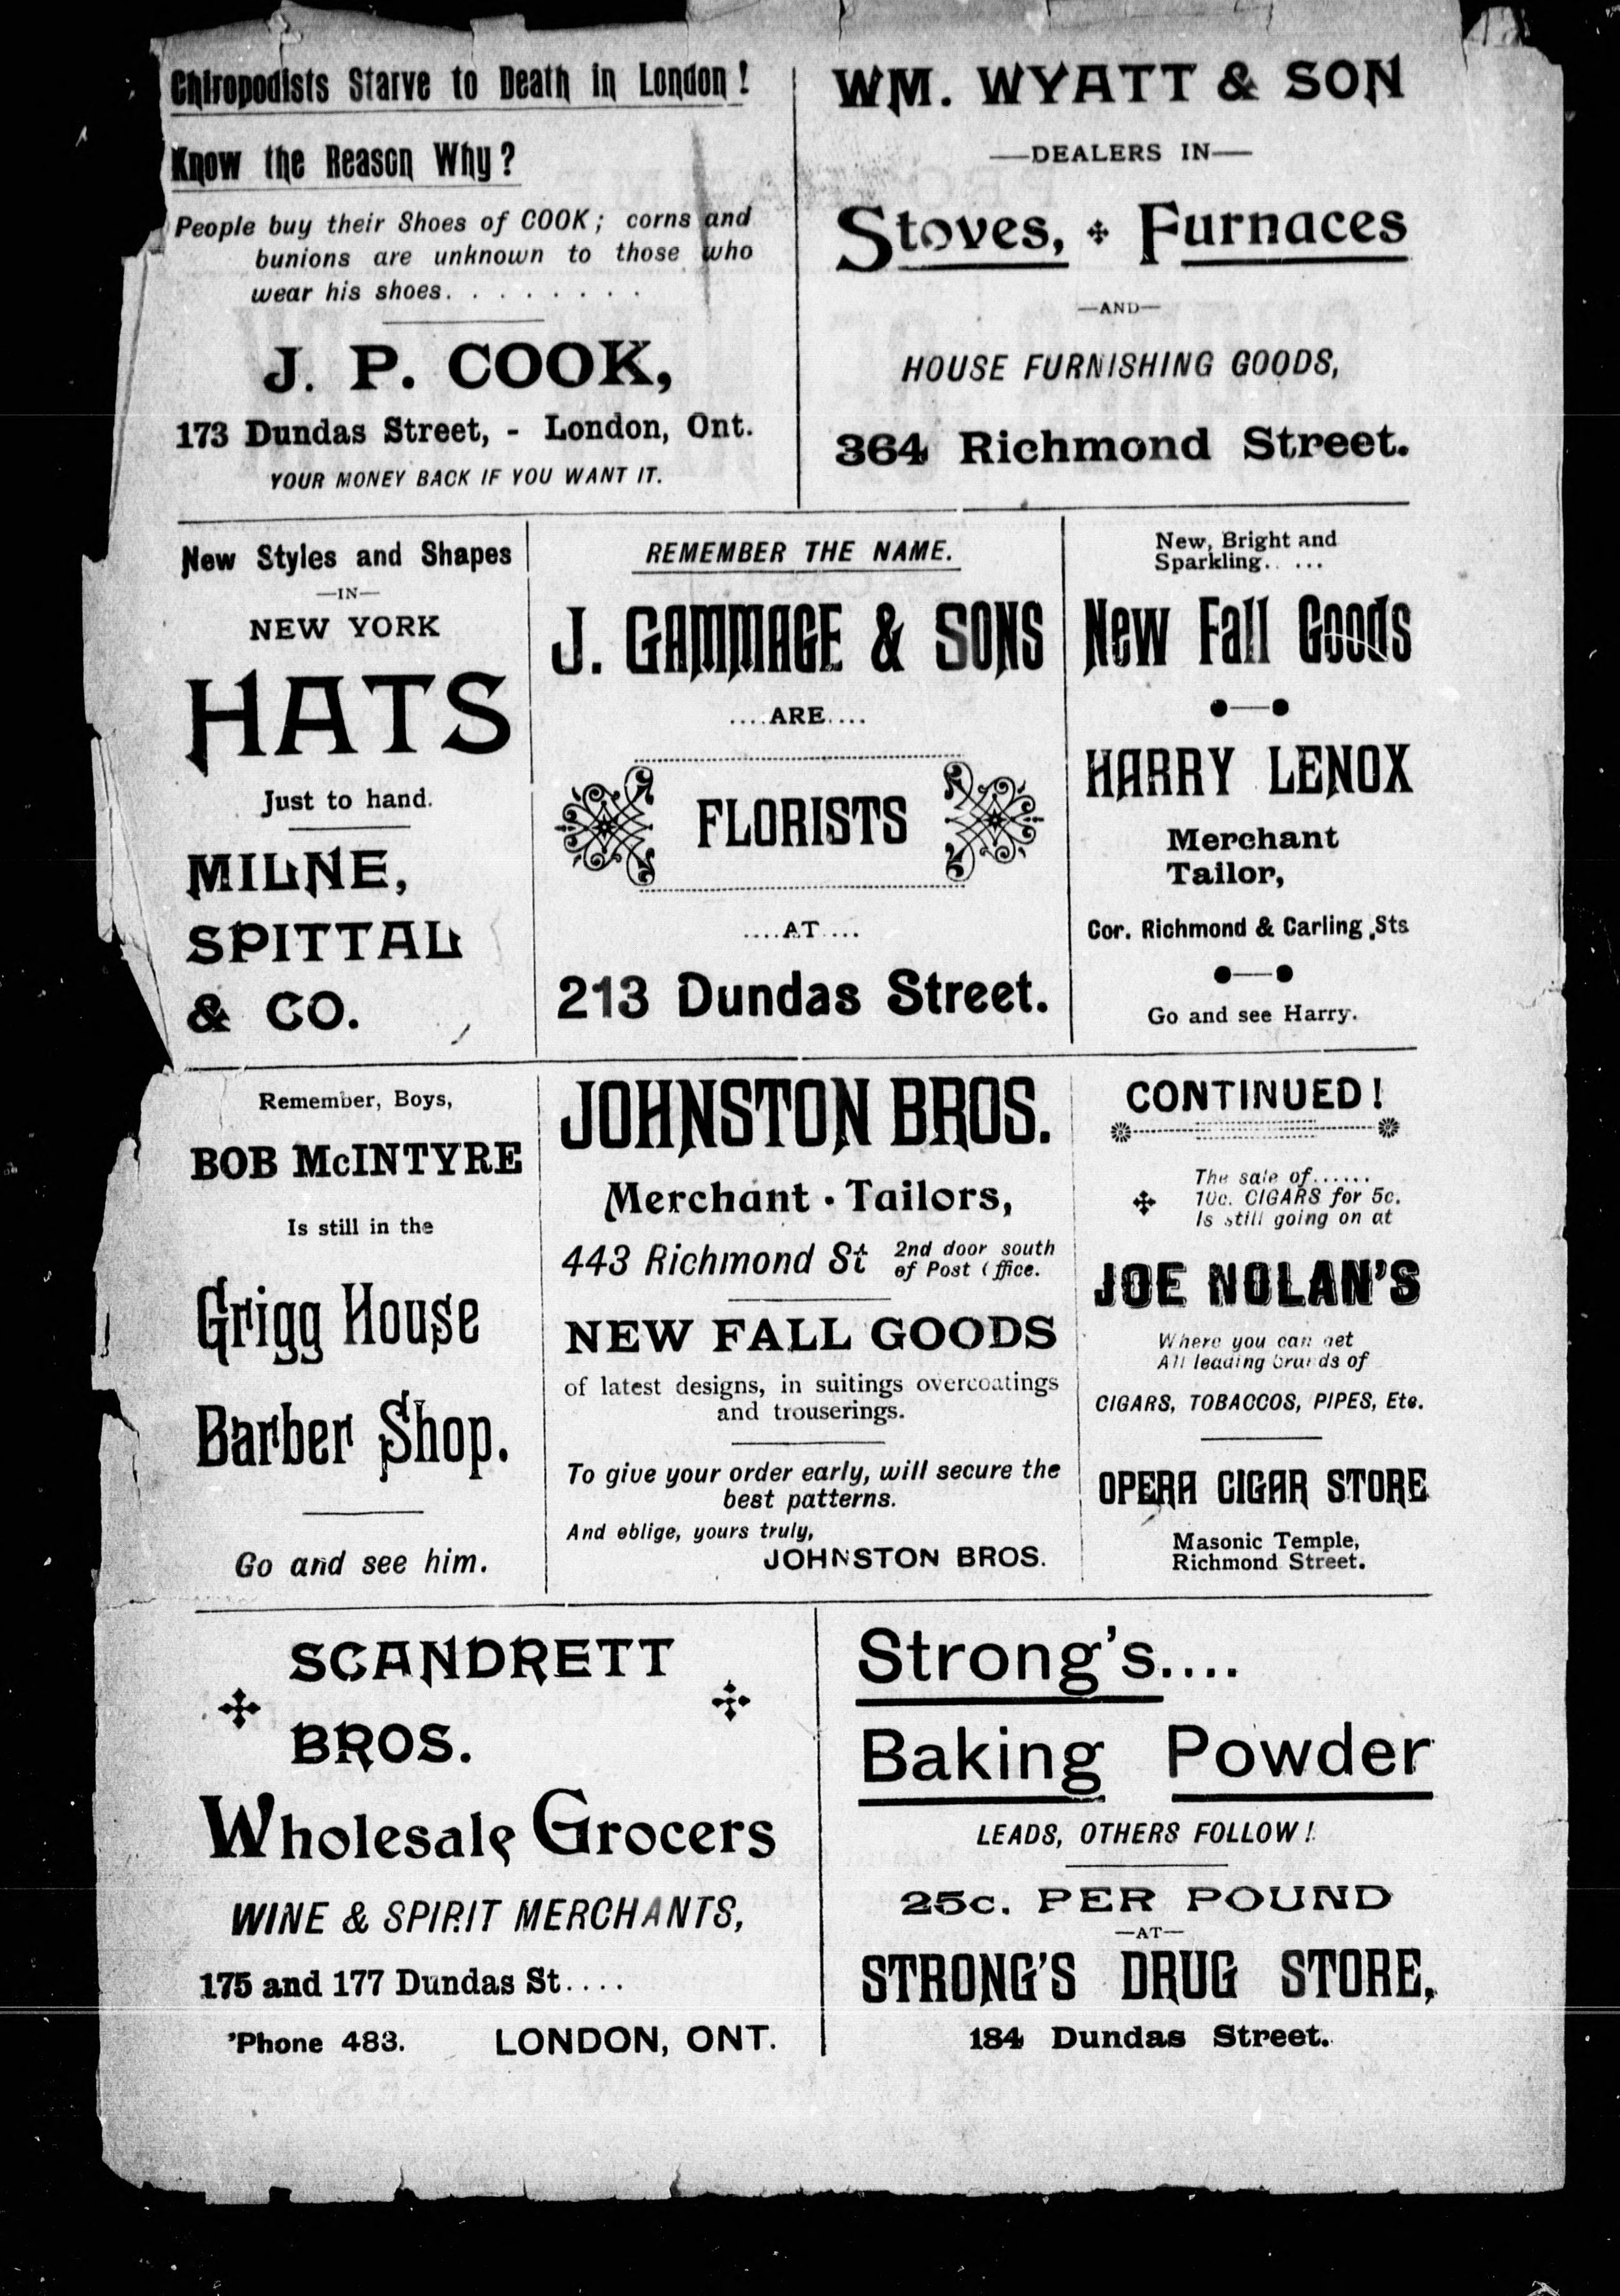 Chiropodists Starve to Death in London!
Know the Reason Why?
People buy their Shoes of COOK; corns and
bunions are unknown to those who
wear his shoes. . . . . . . . .
J. P. COOK,
173 Dundas Street, - London, Ont.
YOUR MONEY BACK IF YOU WANT IT.
WM. WYATT & SON
—DEALERS IN—
Stoves, Furnaces
—AND—
HOUSE FURNISHING GOODS,
364 Richmond Street.
New Styles and Shapes
—IN—
NEW YORK
HATS
Just to hand.
MILNE,
SPITTAL
& CO.
REMEMBER THE NAME.
J. GAMMAGE & SONS
....ARE....
FLORISTS
....AT....
213 Dundas Street.
New, Bright and
Sparkling.. ...
New Fall Goods
HARRY LENOX
Merchant
Tailor,
Cor. Richmond & Carling Sts
Go and see Harry.
Remember, Boys,
BOB McINTYRE
Is still in the
Grigg House
Barber Shop.
Go and see him.
JOHNSTON BROS.
Merchant · Tailors,
443 Richmond St 2nd door south
of Post Office.
NEW FALL GOODS
of latest designs, in suitings overcoatings
and trouserings.
To give your order early, will secure the
best patterns.
And oblige, yours truly,
JOHNSTON BROS.
CONTINUED!
The sale of......
10c. CIGARS for 5c.
Is still going on at
JOE NOLAN'S
Where you can get
All leading brands of
CIGARS, TOBACCOS, PIPES, Etc.
OPERA CIGAR STORE
Masonic Temple,
Richmond Street.
SCANDRETT
BROS.
Wholesale Grocers
WINE & SPIRIT MERCHANTS,
175 and 177 Dundas St....
'Phone 483. LONDON, ONT.
Strong's....
Baking Powder
LEADS, OTHERS FOLLOW!
25c. PER POUND
—AT—
STRONG'S DRUG STORE,
184 Dundas Street.